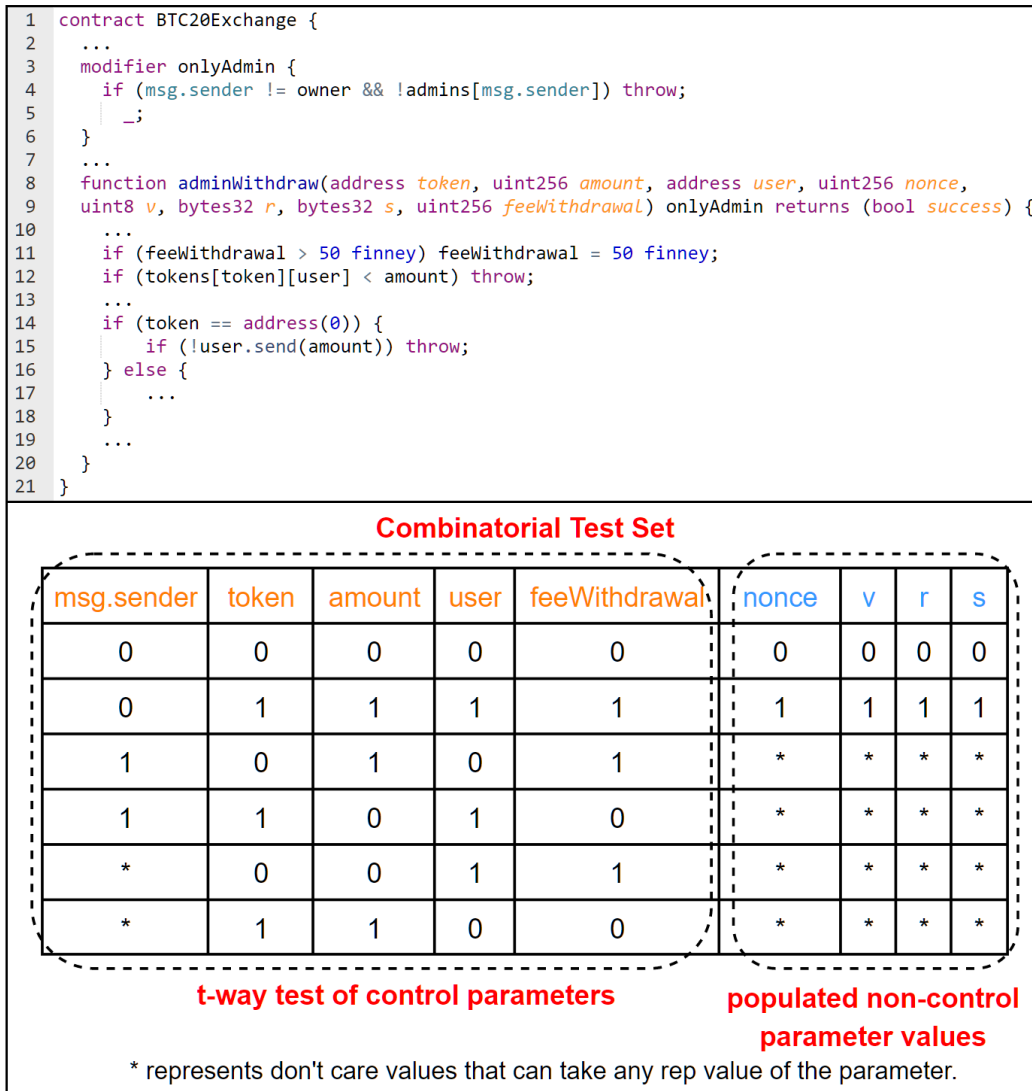 1 contract BTC20Exchange {
2 ...
3 modifier onlyAdmin {
4 if (msg.sender != owner && !admins[msg.sender]) throw;
5 _;
6 }
7 ...
8 function adminWithdraw(address token, uint256 amount, address user, uint256 nonce,
9 uint8 v, bytes32 r, bytes32 s, uint256 feeWithdrawal) onlyAdmin returns (bool success) {
10 ...
11 if (feeWithdrawal > 50 finney) feeWithdrawal = 50 finney;
12 if (tokens[token][user] < amount) throw;
13 ...
14 if (token == address(0)) {
15 if (!user.send(amount)) throw;
16 } else {
17 ...
18 }
19 ...
20 }
21 }
Combinatorial Test Set
msg.sender token amount user feeWithdrawal nonce v r s
0 0 0 0 0 0 0 0 0
0 1 1 1 1 1 1 1 1
1 0 1 0 1 * * * *
1 1 0 1 0 * * * *
* 0 0 1 1 * * * *
* 1 1 0 0 * * * *
t-way test of control parameters
populated non-control
parameter values
* represents don't care values that can take any rep value of the parameter.